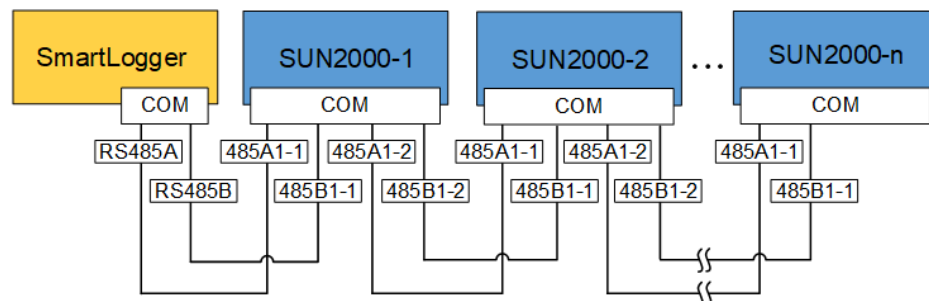 SmartLogger
SUN2000-1
SUN2000-2
...
SUN2000-n
COM
COM
COM
COM
RS485A
485A1-1
485A1-2
485A1-1
485A1-2
485A1-1
RS485B
485B1-1
485B1-2
485B1-1
485B1-2
485B1-1